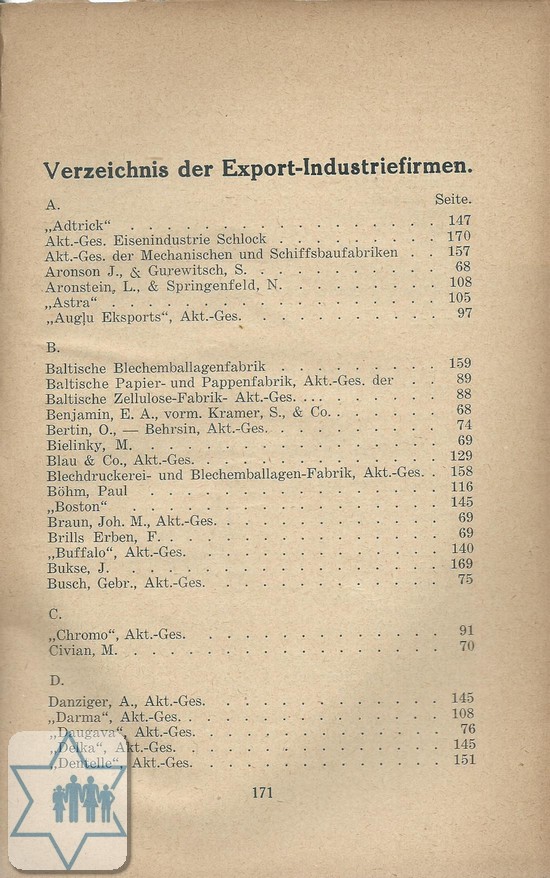 Verzeichnis der Export-Industriefirmen.
A. Seite.
„Adtrick“ . . . . . . . . . . . . . . . . 147
Akt.-Ges. Eisenindustrie Schlock . . . . . . . . 170
Akt.-Ges. der Mechanischen und Schiffsbaufabriken . . 157
Aronson J., & Gurewitsch, S. . . . . . . . . . . 68
Aronstein, L., & Springenfeld, N. . . . . . . . . 108
„Astra“ . . . . . . . . . . . . . . . . . 105
„Augļu Eksports“, Akt.-Ges. . . . . . . . . . . 97
B.
Baltische Blechemballagenfabrik . . . . . . . . . 159
Baltische Papier- und Pappenfabrik, Akt.-Ges. der . . 89
Baltische Zellulose-Fabrik- Akt.-Ges. . . . . . . . . 88
Benjamin, E. A., vorm. Kramer, S., & Co. . . . . . . 68
Bertin, O., — Behrsin, Akt.-Ges. . . . . . . . . . 74
Bielinky, M. . . . . . . . . . . . . . . . 69
Blau & Co., Akt.-Ges. . . . . . . . . . . . . 129
Blechdruckerei- und Blechemballagen-Fabrik, Akt.-Ges. . 158
Böhm, Paul . . . . . . . . . . . . . . . 116
„Boston“ . . . . . . . . . . . . . . . . 145
Braun, Joh. M., Akt.-Ges. . . . . . . . . . . . 69
Brills Erben, F. . . . . . . . . . . . . . . 69
„Buffalo“, Akt.-Ges. . . . . . . . . . . . . . 140
Bukse, J. . . . . . . . . . . . . . . . . 169
Busch, Gebr., Akt.-Ges. . . . . . . . . . . . . 75
C.
„Chromo“, Akt.-Ges. . . . . . . . . . . . . . 91
Civian, M. . . . . . . . . . . . . . . . . 70
D.
Danziger, A., Akt.-Ges. . . . . . . . . . . . . 145
„Darma“, Akt.-Ges. . . . . . . . . . . . . . 108
„Daugava“, Akt.-Ges. . . . . . . . . . . . . . 76
„Delka“, Akt.-Ges. . . . . . . . . . . . . . . 145
„Dentelle“, Akt.-Ges. . . . . . . . . . . . . . 151
171